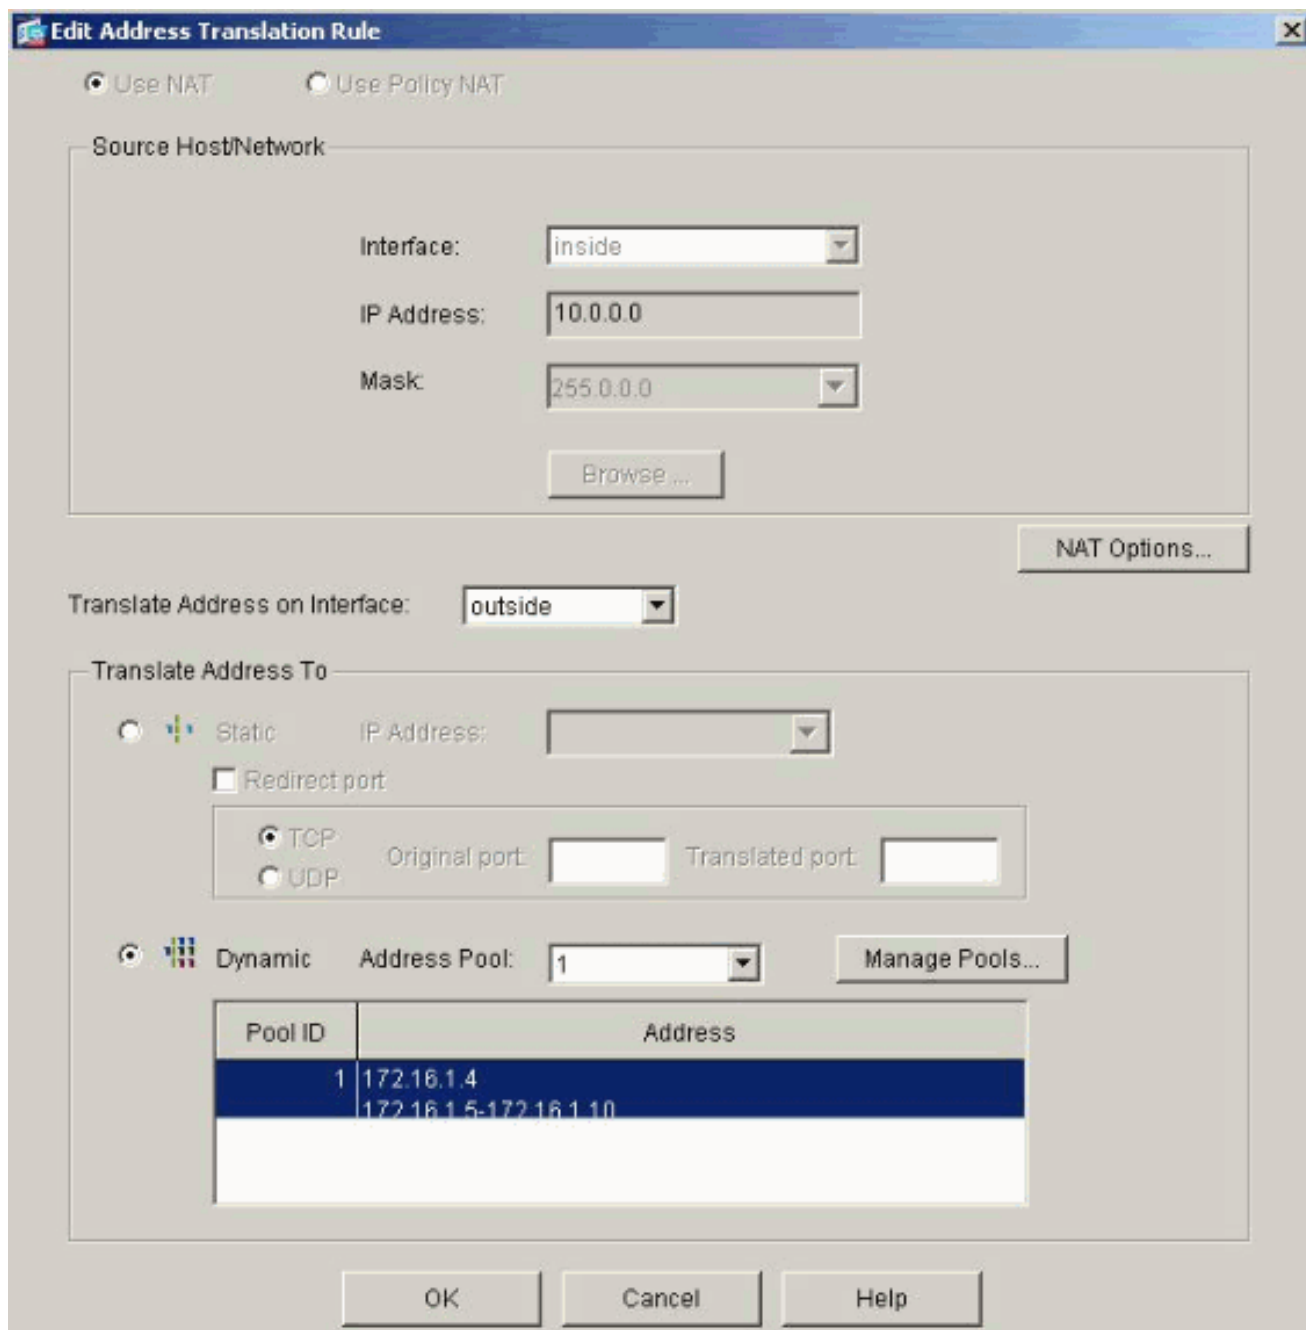 Edit Address Translation Rule
Use NAT Use Policy NAT
Source Host/Network
Interface: inside
IP Address: 10.0.0.0
Mask: 255.0.0.0
Browse ...
NAT Options...
Translate Address on Interface: outside
Translate Address To
Static IP Address:
Redirect port
TCP
Original port: Translated port:
UDP
Dynamic Address Pool: 1 Manage Pools...
Pool ID Address
1 172.16.1.4
172.16.1.5-172.16.1.10
OK Cancel Help